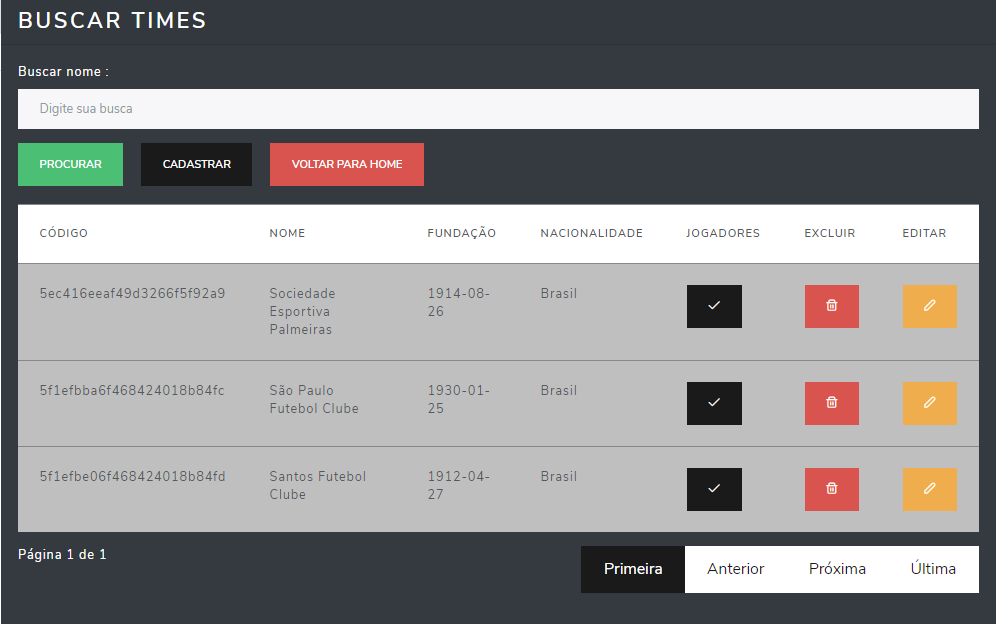 BUSCAR TIMES
Buscar nome :
Digite sua busca
PROCURAR CADASTRAR VOLTAR PARA HOME
CÓDIGO NOME FUNDAÇÃO NACIONALIDADE JOGADORES EXCLUIR EDITAR
5ec416eeaf49d3266f5f92a9 Sociedade 1914-08- Brasil
Esportiva 26
Palmeiras
5f1efbba6f468424018b84fc São Paulo 1930-01- Brasil
Futebol Clube 25
5f1efbe06f468424018b84fd Santos Futebol 1912-04- Brasil
Clube 27
Página 1 de 1
Primeira Anterior Próxima Última